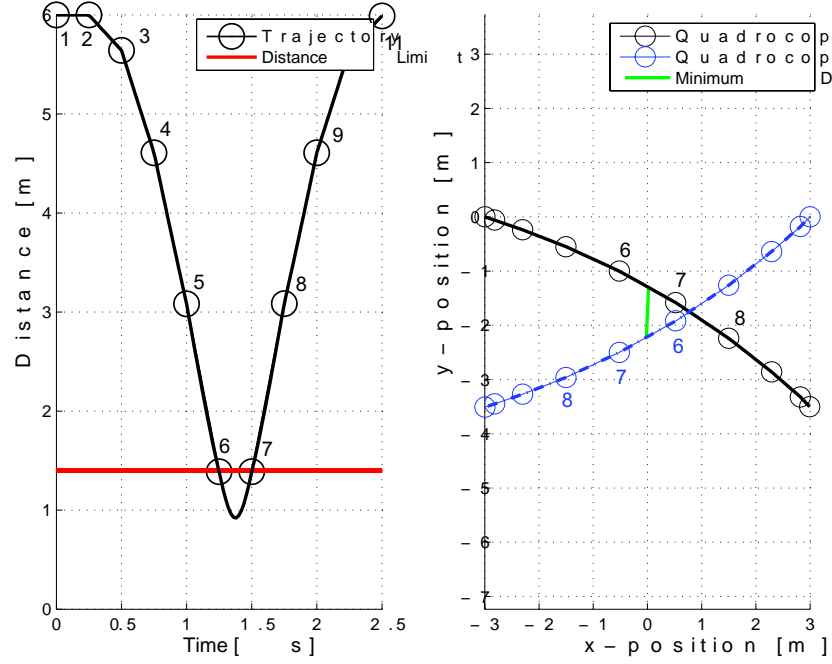 Trajectory
Distance Limit
Distance [m]
6
5
4
3
2
1
0
1 2 3
4
5
6
7
8
9
11
0 0.5 1 1.5 2 2.5
Time[ s]
Quadrocop
Quadrocop
Minimum D
y-position [m]
3
2
1
0
-1
-2
-3
-4
-5
-6
-7
6
7
8
6
7
8
-3 -2 -1 0 1 2 3
x-position [m]